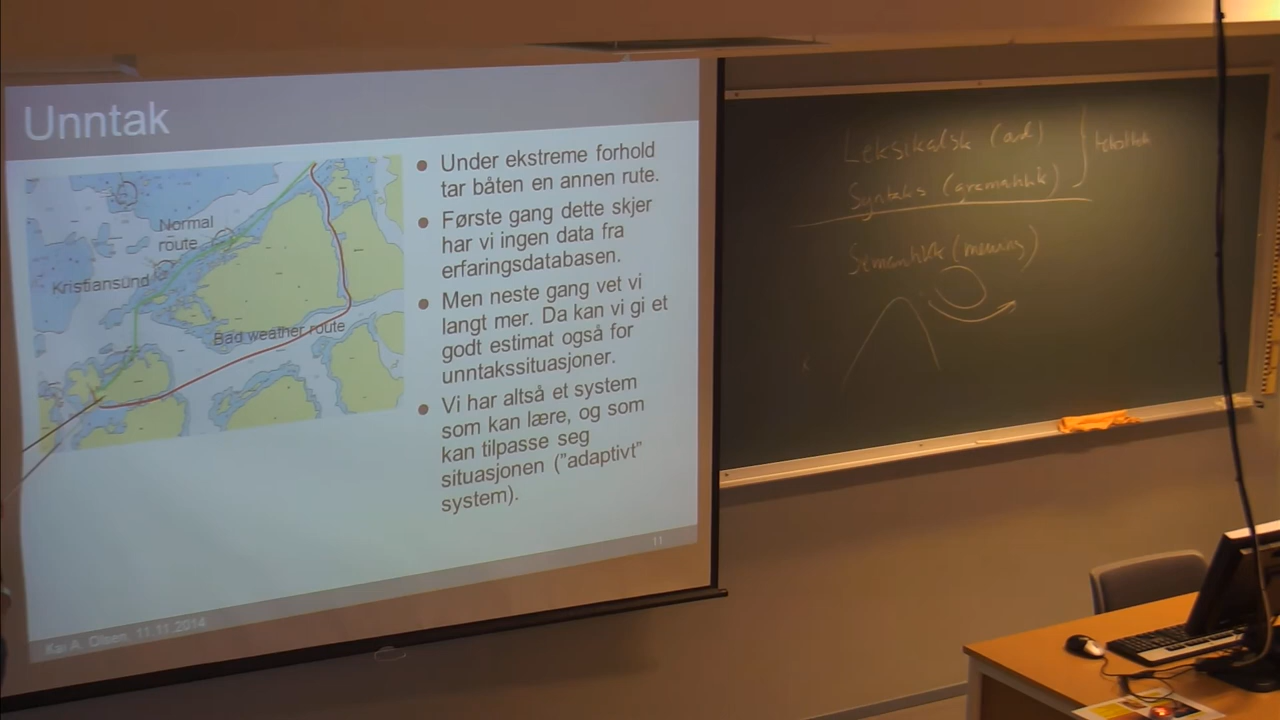 Unntak
Normal
route
Kristiansund
Bad weather route
Under ekstreme forhold
tar båten en annen rute.
Første gang dette skjer
har vi ingen data fra
erfaringsdatabasen.
Men neste gang vet vi
langt mer. Da kan vi gi et
godt estimat også for
unntakssituasjoner.
Vi har altså et system
som kan lære, og som
kan tilpasse seg
situasjonen ("adaptivt"
system).
11
Kai A. Olsen, 11.11.2014
Leksikalsk (ord)
Syntaks (grammatikk)
Semantikk (mening)